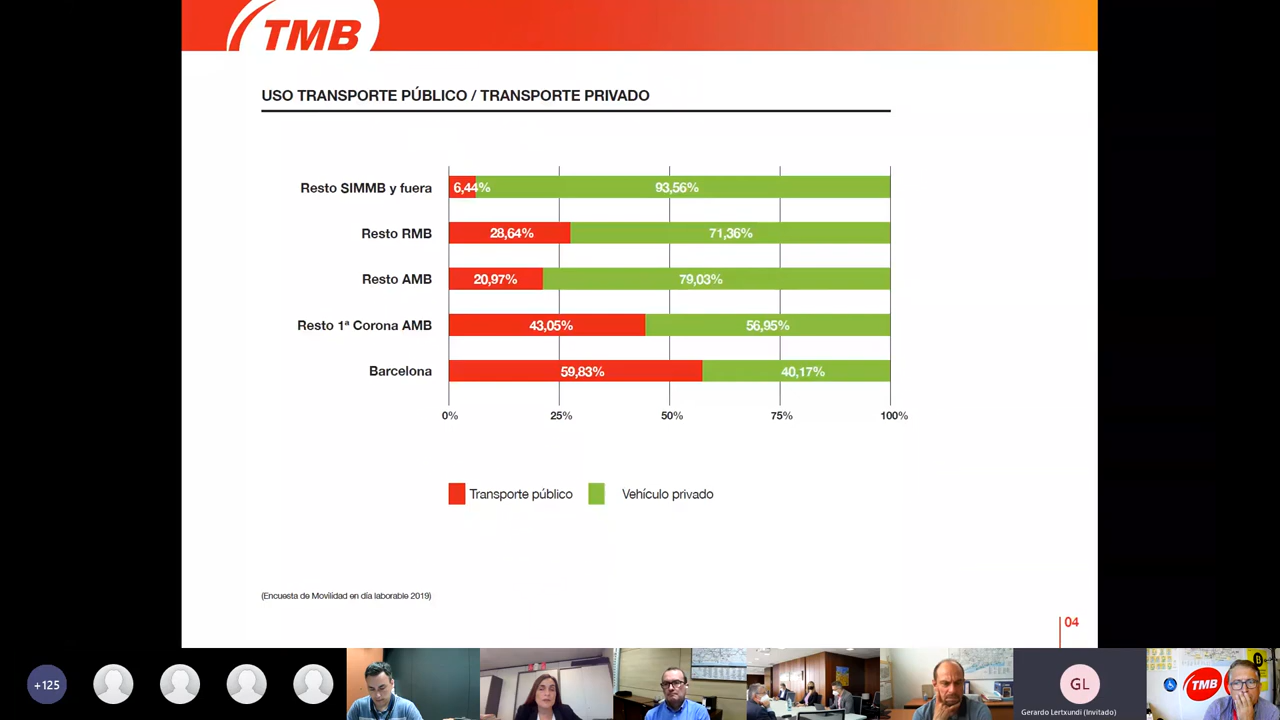 TMB
USO TRANSPORTE PÚBLICO / TRANSPORTE PRIVADO
Resto SIMMB y fuera 6,44% 93,56%
Resto RMB 28,64% 71,36%
Resto AMB 20,97% 79,03%
Resto 1ª Corona AMB 43,05% 56,95%
Barcelona 59,83% 40,17%
0% 25% 50% 75% 100%
Transporte público Vehículo privado
(Encuesta de Movilidad en día laborable 2019)
04
+125
GL
Gerardo Lertxundi (Invitado)
TMB